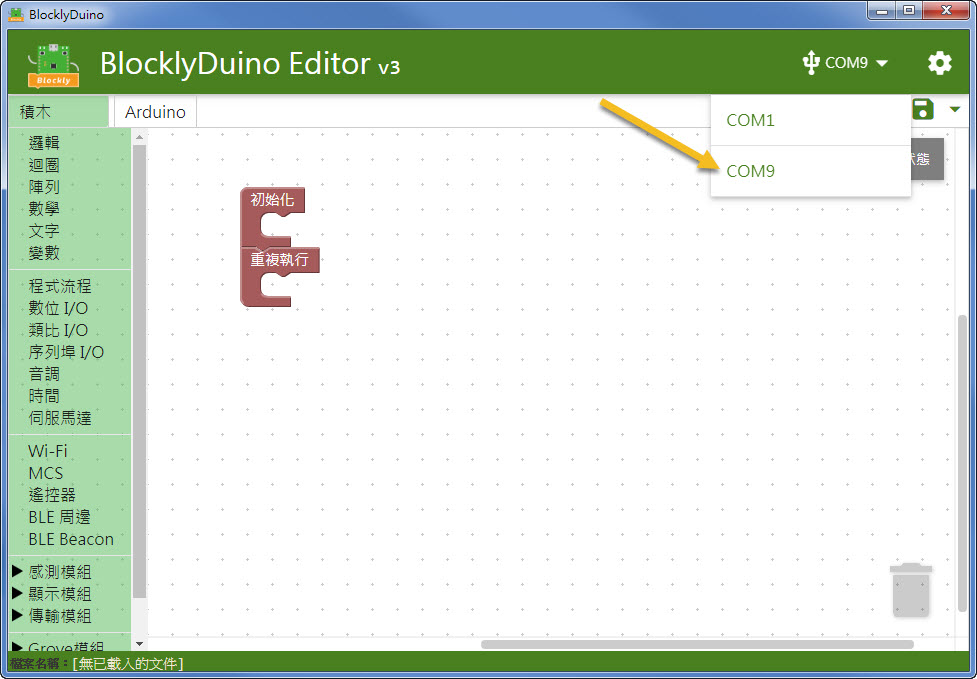 BlocklyDuino
Blockly
BlocklyDuino Editor v3
COM9
積木
Arduino
COM1
COM9
狀態
邏輯
迴圈
陣列
數學
文字
變數
程式流程
數位 I/O
類比 I/O
序列埠 I/O
音調
時間
伺服馬達
Wi-Fi
MCS
遙控器
BLE 周邊
BLE Beacon
感測模組
顯示模組
傳輸模組
Grove模組
初始化
重複執行
檔案名稱：[無已載入的文件]